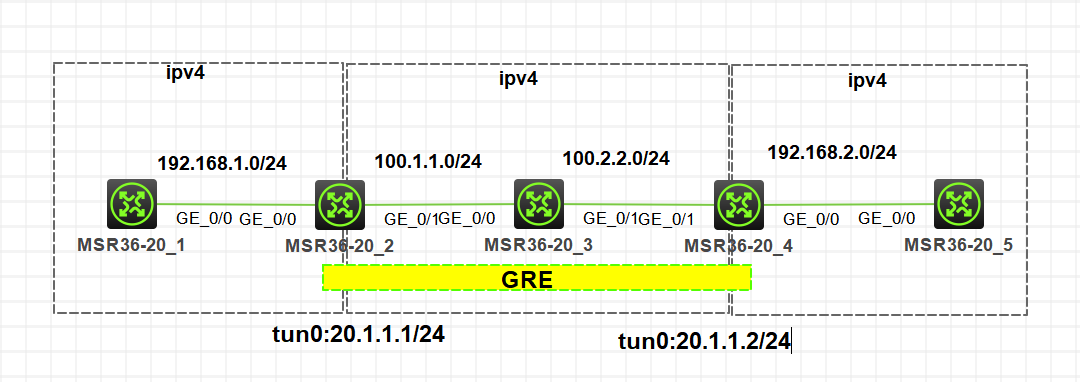 ipv4
ipv4
ipv4
192.168.1.0/24
100.1.1.0/24
100.2.2.0/24
192.168.2.0/24
GE_0/0 GE_0/0
GE_0/1GE_0/0
GE_0/1GE_0/1
GE_0/0 GE_0/0
MSR36-20_1
MSR36-20_2
MSR36-20_3
MSR36-20_4
MSR36-20_5
GRE
tun0:20.1.1.1/24
tun0:20.1.1.2/24